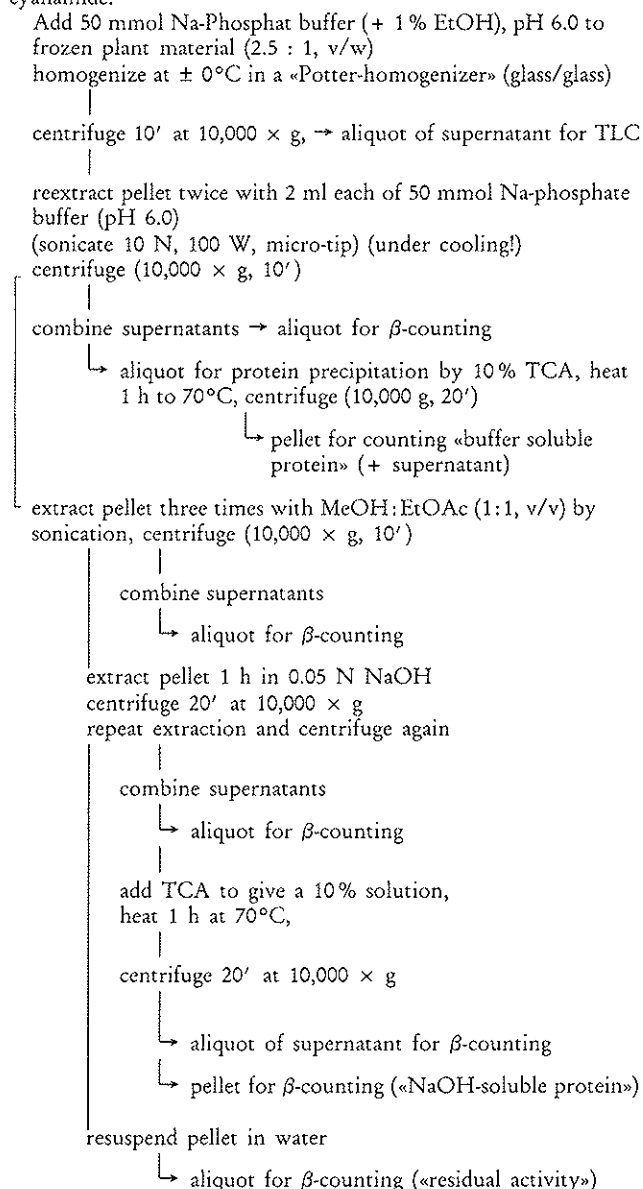 cyanamide.
Add 50 mmol Na-Phosphat buffer (+ 1% EtOH), pH 6.0 to
frozen plant material (2.5 : 1, v/w)
homogenize at ± 0°C in a «Potter-homogenizer» (glass/glass)
centrifuge 10′ at 10,000 × g, → aliquot of supernatant for TLC
reextract pellet twice with 2 ml each of 50 mmol Na-phosphate
buffer (pH 6.0)
(sonicate 10 N, 100 W, micro-tip) (under cooling!)
centrifuge (10,000 × g, 10′)
combine supernatants → aliquot for β-counting
↳ aliquot for protein precipitation by 10% TCA, heat
1 h to 70°C, centrifuge (10,000 g, 20′)
↳ pellet for counting «buffer soluble
protein» (+ supernatant)
extract pellet three times with MeOH:EtOAc (1:1, v/v) by
sonication, centrifuge (10,000 × g, 10′)
combine supernatants
↳ aliquot for β-counting
extract pellet 1 h in 0.05 N NaOH
centrifuge 20′ at 10,000 × g
repeat extraction and centrifuge again
combine supernatants
↳ aliquot for β-counting
add TCA to give a 10% solution,
heat 1 h at 70°C,
centrifuge 20′ at 10,000 × g
↳ aliquot of supernatant for β-counting
↳ pellet for β-counting («NaOH-soluble protein»)
resuspend pellet in water
↳ aliquot for β-counting («residual activity»)